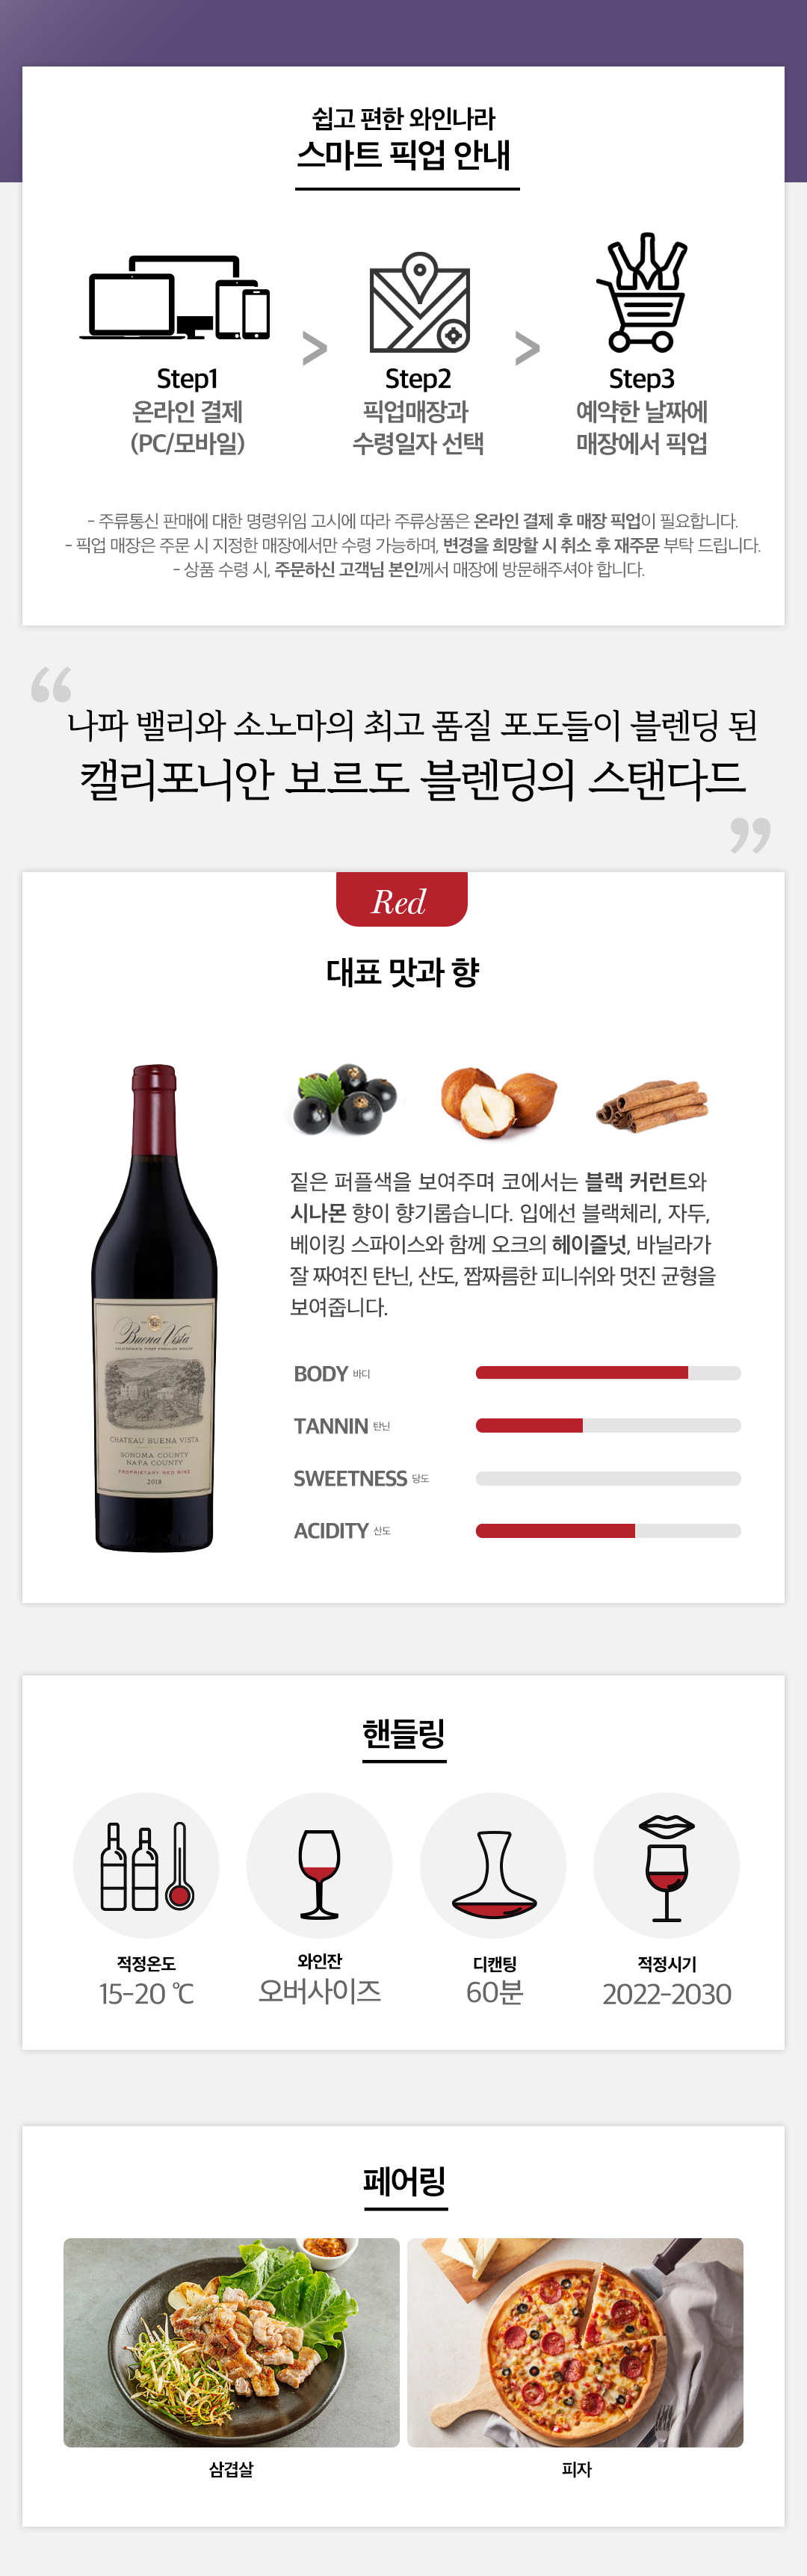 쉽고 편한 와인나라
스마트 픽업 안내
Step1
온라인 결제
(PC/모바일)
>
Step2
픽업매장과
수령일자 선택
>
Step3
예약한 날짜에
매장에서 픽업
- 주류통신 판매에 대한 명령위임 고시에 따라 주류상품은 온라인 결제 후 매장 픽업이 필요합니다.
- 픽업 매장은 주문 시 지정한 매장에서만 수령 가능하며, 변경을 희망할 시 취소 후 재주문 부탁 드립니다.
- 상품 수령 시, 주문하신 고객님 본인께서 매장에 방문해주셔야 합니다.
“
나파 밸리와 소노마의 최고 품질 포도들이 블렌딩 된
캘리포니안 보르도 블렌딩의 스탠다드
”
Red
대표 맛과 향
짙은 퍼플색을 보여주며 코에서는 블랙 커런트와
시나몬 향이 향기롭습니다. 입에선 블랙체리, 자두,
베이킹 스파이스와 함께 오크의 헤이즐넛, 바닐라가
잘 짜여진 탄닌, 산도, 짭짜름한 피니쉬와 멋진 균형을
보여줍니다.
Buena Vista
CALIFORNIA'S FIRST PREMIUM WINERY
CHATEAU BUENA VISTA
SONOMA COUNTY
NAPA COUNTY
PROPRIETARY RED WINE
2018
BODY 바디
TANNIN 탄닌
SWEETNESS 당도
ACIDITY 산도
핸들링
적정온도
15-20 ℃
와인잔
오버사이즈
디캔팅
60분
적정시기
2022-2030
페어링
삼겹살
피자